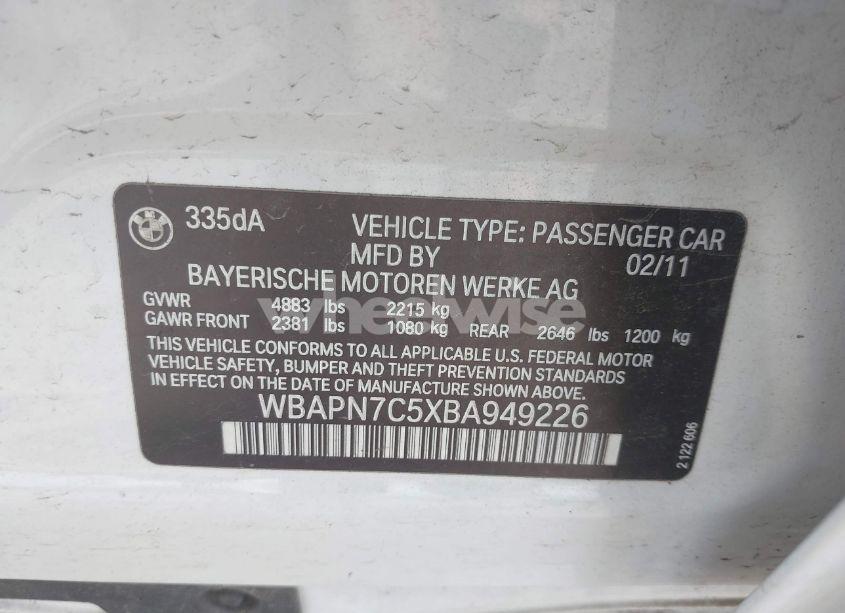 335dA VEHICLE TYPE: PASSENGER CAR
MFD BY 02/11
BAYERISCHE MOTOREN WERKE AG
GVWR 4883 lbs 2215 kg
GAWR FRONT 2381 lbs 1080 kg REAR 2646 lbs 1200 kg
THIS VEHICLE CONFORMS TO ALL APPLICABLE U.S. FEDERAL MOTOR
VEHICLE SAFETY, BUMPER AND THEFT PREVENTION STANDARDS
IN EFFECT ON THE DATE OF MANUFACTURE SHOWN ABOVE.
WBAPN7C5XBA949226
2 122 606
wheelwise
BMW